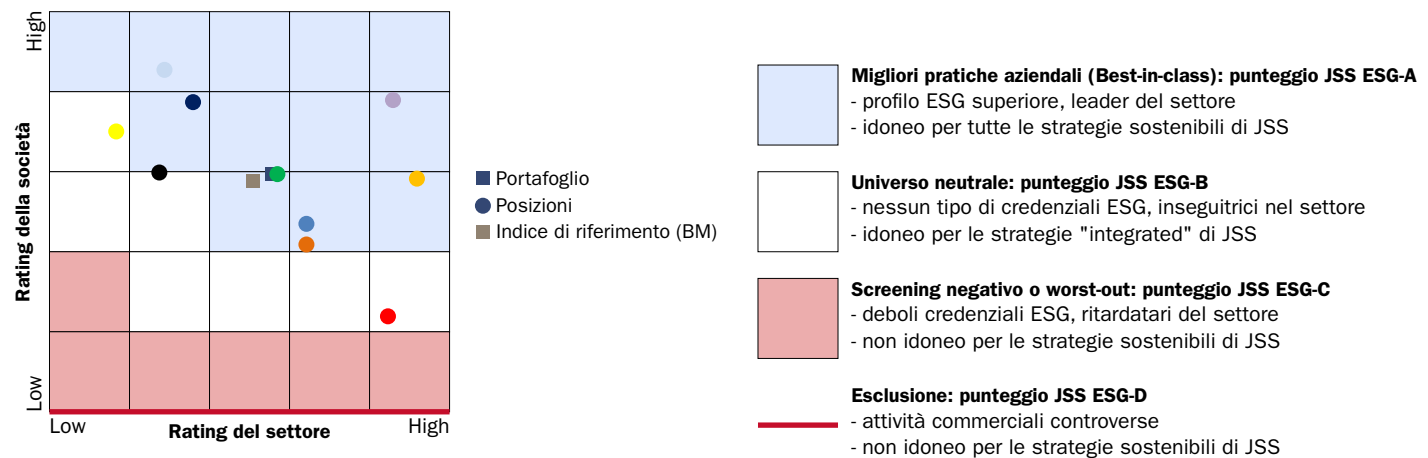 High
Rating della società
Low
Low
Rating del settore
High
Portafoglio
Posizioni
Indice di riferimento (BM)
Migliori pratiche aziendali (Best-in-class): punteggio JSS ESG-A
- profilo ESG superiore, leader del settore
- idoneo per tutte le strategie sostenibili di JSS
Universo neutrale: punteggio JSS ESG-B
- nessun tipo di credenziali ESG, inseguitrici nel settore
- idoneo per le strategie "integrated" di JSS
Screening negativo o worst-out: punteggio JSS ESG-C
- deboli credenziali ESG, ritardatari del settore
- non idoneo per le strategie sostenibili di JSS
Esclusione: punteggio JSS ESG-D
- attività commerciali controverse
- non idoneo per le strategie sostenibili di JSS